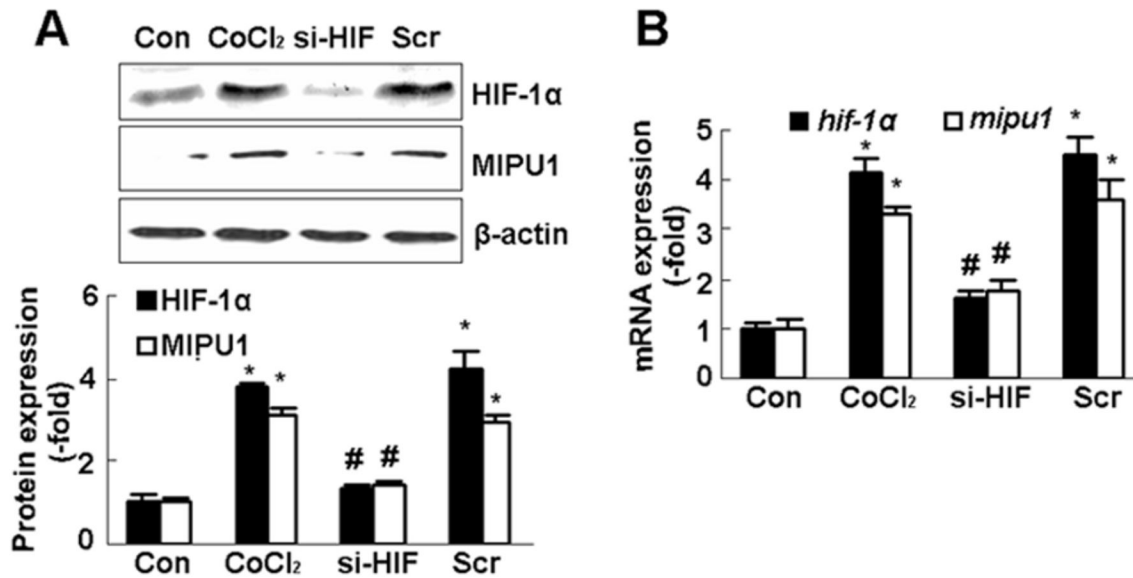 A
Con CoCl₂ si-HIF Scr
HIF-1α
MIPU1
β-actin
Protein expression
(-fold)
6
4
2
0
HIF-1α
MIPU1
* * # # * *
Con CoCl₂ si-HIF Scr
B
mRNA expression
(-fold)
5
4
3
2
1
0
hif-1α mipu1
* * # # * *
Con CoCl₂ si-HIF Scr